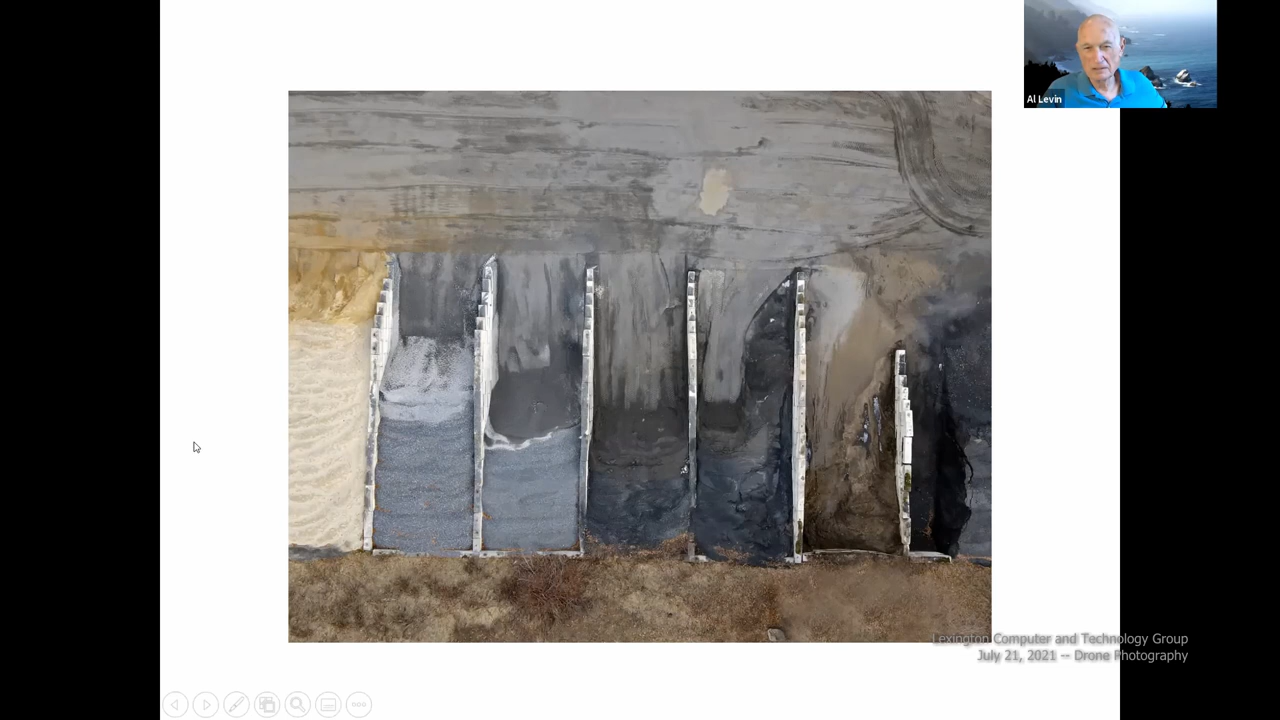 Al Levin
Lexington Computer and Technology Group
July 21, 2021 -- Drone Photography